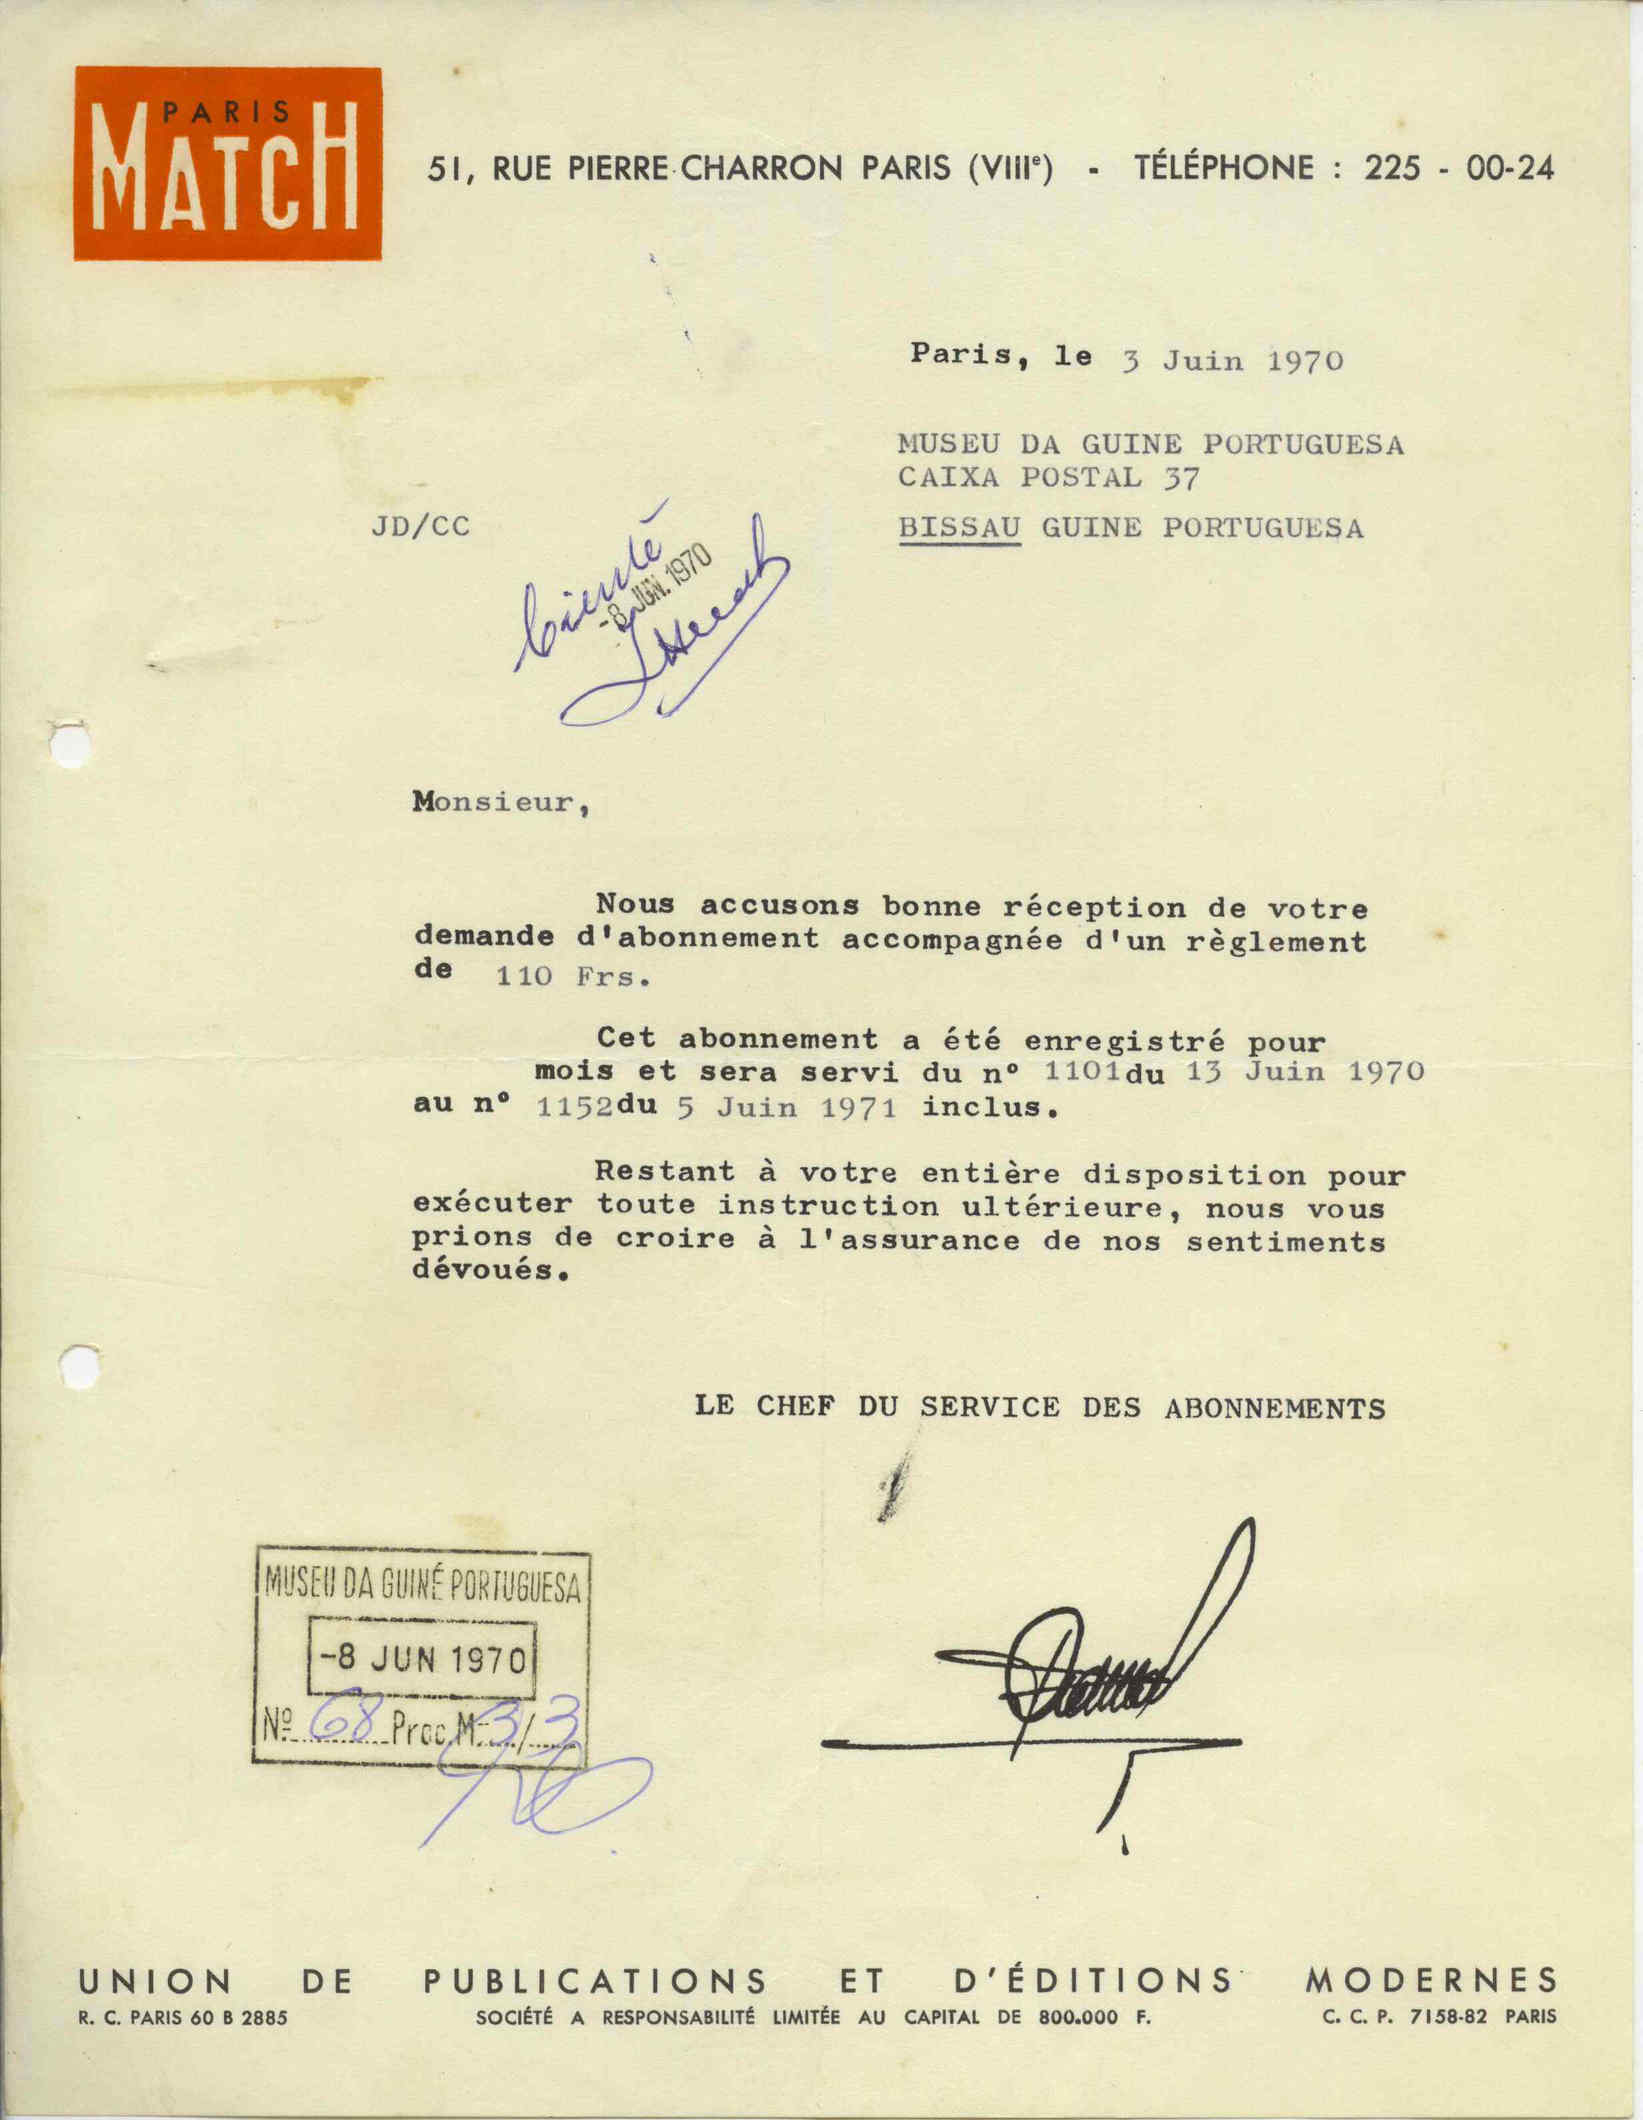 PARIS
MATCH
51, RUE PIERRE CHARRON PARIS (VIIIe) - TÉLÉPHONE : 225 - 00-24
Paris, le 3 Juin 1970
MUSEU DA GUINE PORTUGUESA
CAIXA POSTAL 37
JD/CC
BISSAU GUINE PORTUGUESA
-8 JUN. 1970
Monsieur,
Nous accusons bonne réception de votre
demande d'abonnement accompagnée d'un règlement
de 110 Frs.
Cet abonnement a été enregistré pour
mois et sera servi du n° 1101du 13 Juin 1970
au n° 1152du 5 Juin 1971 inclus.
Restant à votre entière disposition pour
exécuter toute instruction ultérieure, nous vous
prions de croire à l'assurance de nos sentiments
dévoués.
LE CHEF DU SERVICE DES ABONNEMENTS
MUSEU DA GUINÉ PORTUGUESA
-8 JUN 1970
Nº 68 Proc. M- 3/3
UNION DE PUBLICATIONS ET D'ÉDITIONS MODERNES
R. C. PARIS 60 B 2885 SOCIÉTÉ A RESPONSABILITÉ LIMITÉE AU CAPITAL DE 800.000 F. C. C. P. 7158-82 PARIS